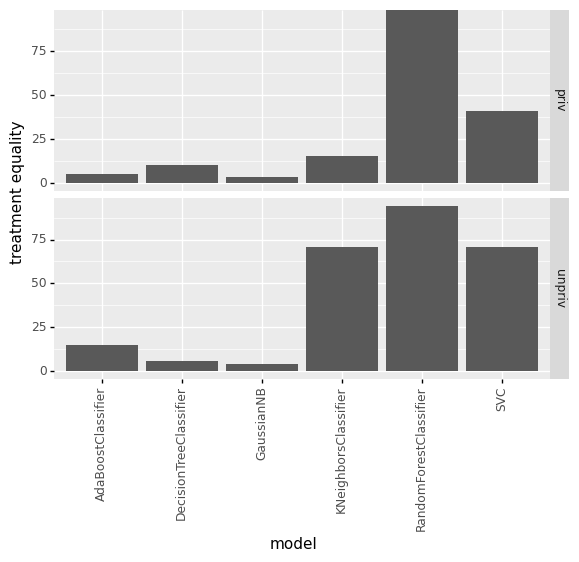 treatment equality
75
50
25
0
priv
75
50
25
0
unpriv
AdaBoostClassifier
DecisionTreeClassifier
GaussianNB
KNeighborsClassifier
RandomForestClassifier
SVC
model